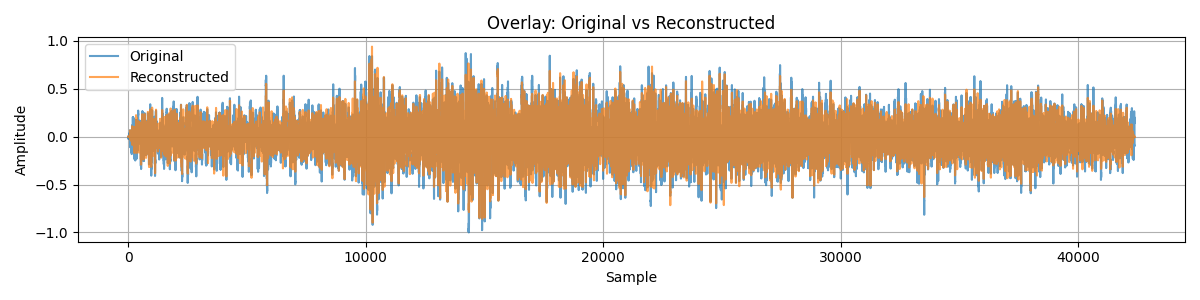 Overlay: Original vs Reconstructed
Original
Reconstructed
1.0
0.5
0.0
−0.5
−1.0
Amplitude
0
10000
20000
30000
40000
Sample